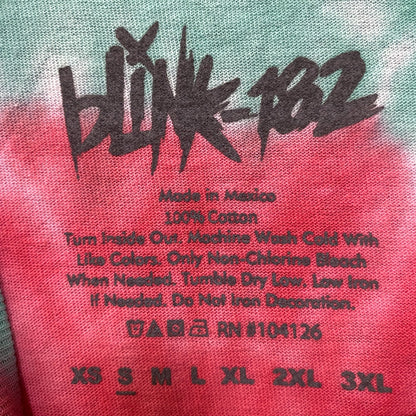 blink-182
Made in Mexico
100% Cotton
Turn Inside Out. Machine Wash Cold With
Like Colors. Only Non-Chlorine Bleach
When Needed. Tumble Dry Low. Low Iron
if Needed. Do Not Iron Decoration.
RN #104126
XS S M L XL 2XL 3XL